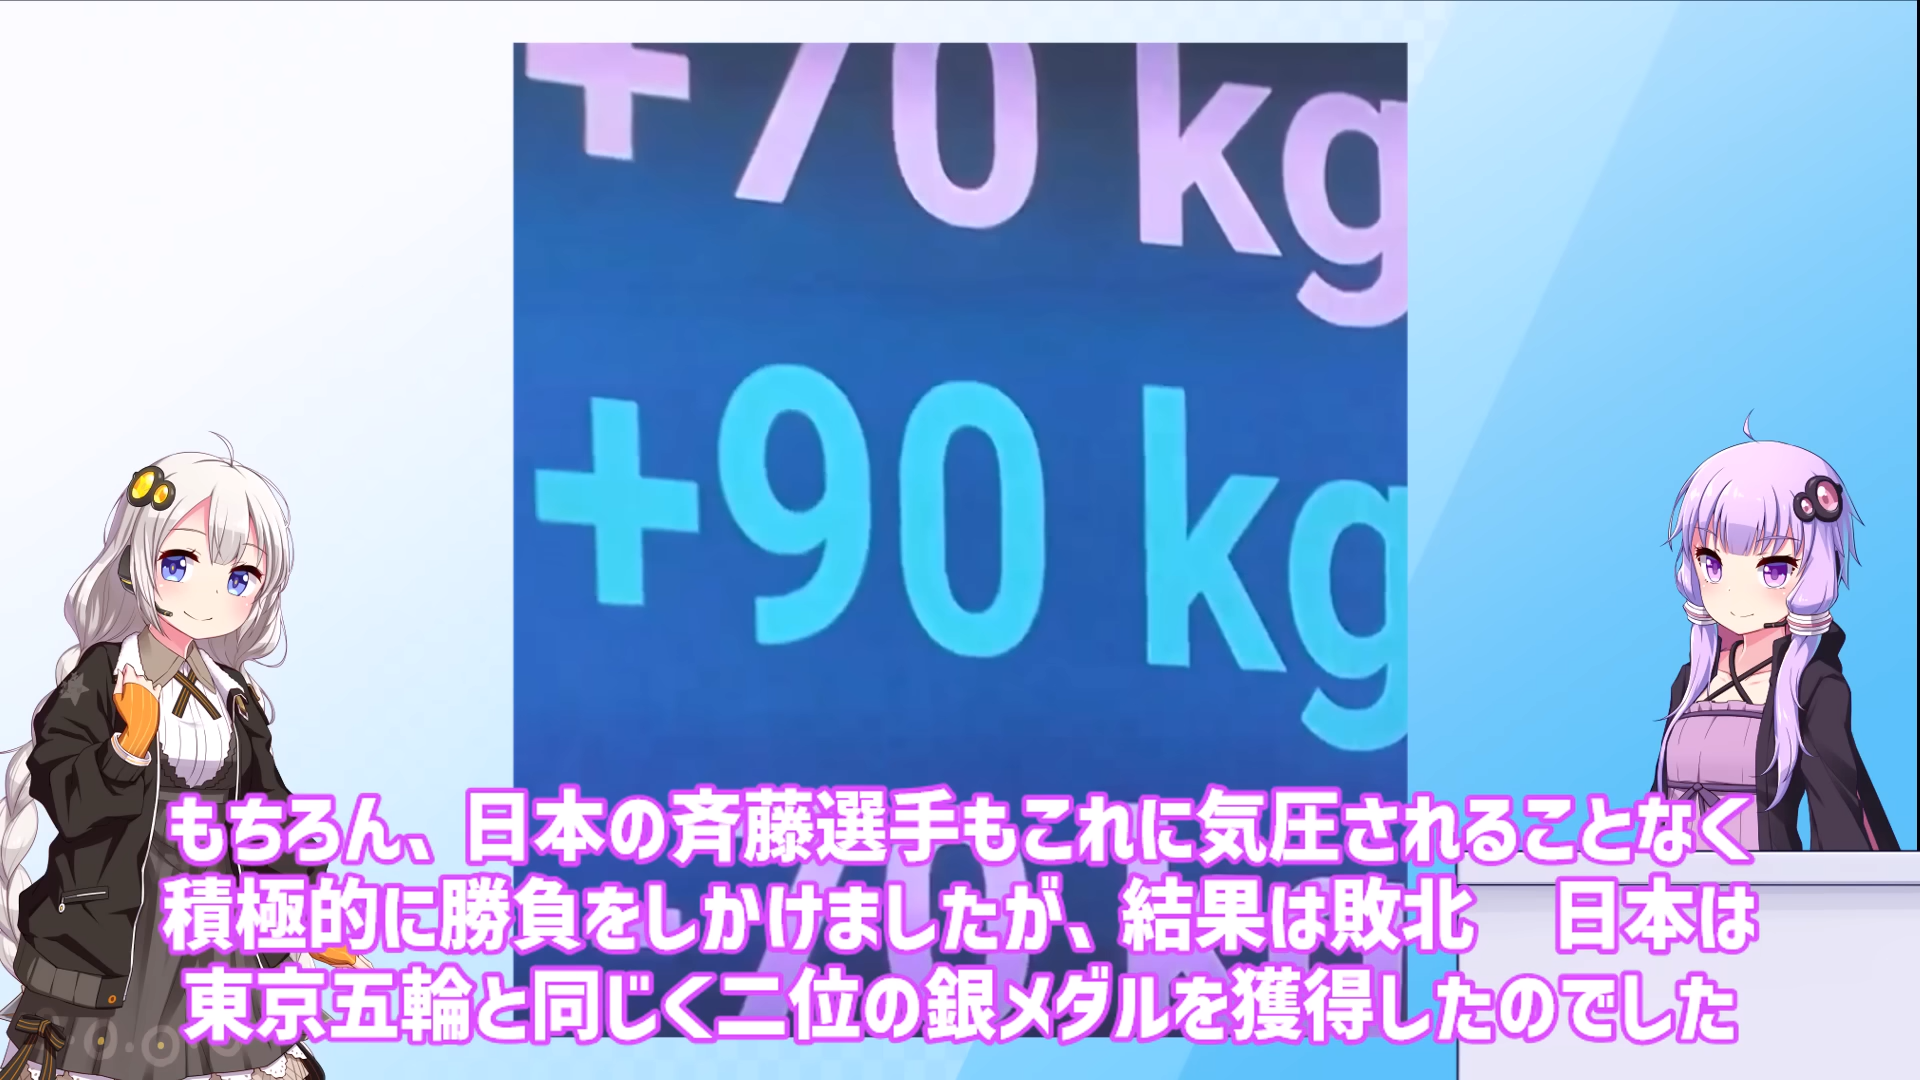 +70 kg
+90 kg
もちろん、日本の斉藤選手もこれに気圧されることなく
積極的に勝負をしかけましたが、結果は敗北　日本は
東京五輪と同じく二位の銀メダルを獲得したのでした